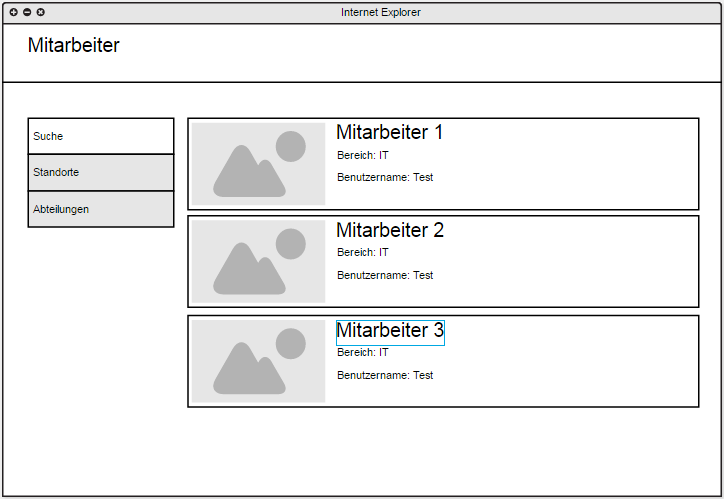 Internet Explorer
Mitarbeiter
Suche
Standorte
Abteilungen
Mitarbeiter 1
Bereich: IT
Benutzername: Test
Mitarbeiter 2
Bereich: IT
Benutzername: Test
Mitarbeiter 3
Bereich: IT
Benutzername: Test